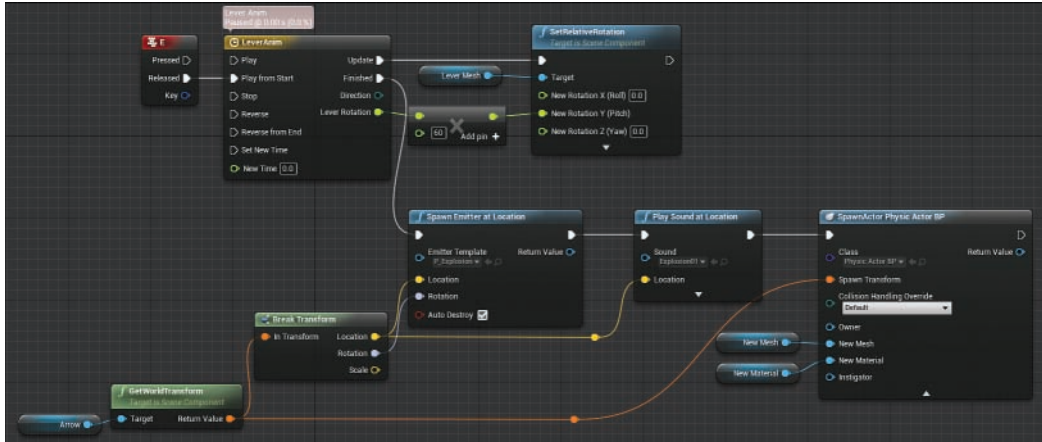 Lever Anim
Paused @ 0.00 s (0.0 %)
E
Pressed
Released
Key
LeverAnim
Play
Update
Play from Start
Finished
Stop
Direction
Reverse
Lever Rotation
Reverse from End
Set New Time
New Time 0.0
Lever Mesh
60
Add pin +
SetRelativeRotation
Target is Scene Component
Target
New Rotation X (Roll) 0.0
New Rotation Y (Pitch)
New Rotation Z (Yaw) 0.0
Spawn Emitter at Location
Emitter Template
Return Value
P_Explosion
Location
Rotation
Auto Destroy
Play Sound at Location
Sound
Explosion01
Location
SpawnActor Physic Actor BP
Class
Return Value
Physic Actor BP
Spawn Transform
Collision Handling Override
Default
Owner
New Mesh
New Material
Instigator
New Mesh
New Material
Break Transform
In Transform
Location
Rotation
Scale
GetWorldTransform
Target is Scene Component
Target
Return Value
Arrow